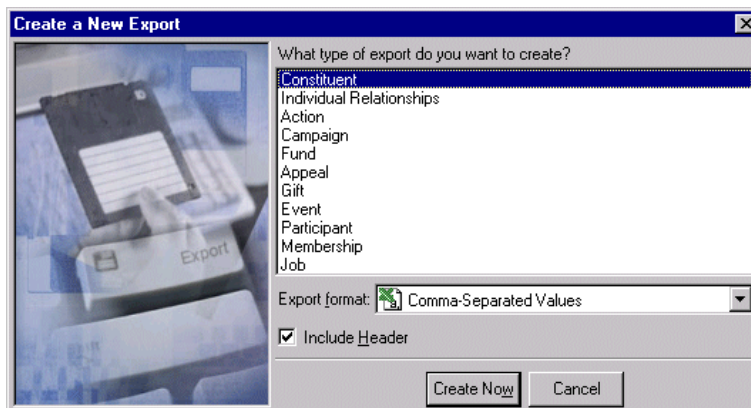 Create a New Export
What type of export do you want to create?
Constituent
Individual Relationships
Action
Campaign
Fund
Appeal
Gift
Event
Participant
Membership
Job
Export
Export format: Comma-Separated Values
Include Header
Create Now
Cancel